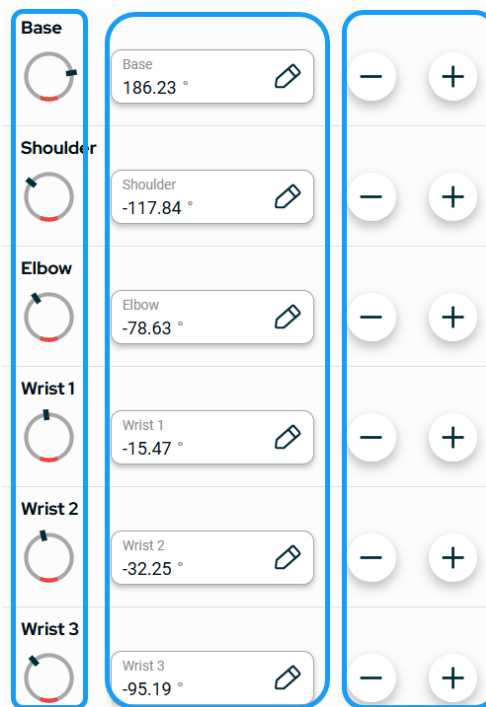 Base
Base
186.23 °
Shoulder
Shoulder
-117.84 °
Elbow
Elbow
-78.63 °
Wrist 1
Wrist 1
-15.47 °
Wrist 2
Wrist 2
-32.25 °
Wrist 3
Wrist 3
-95.19 °